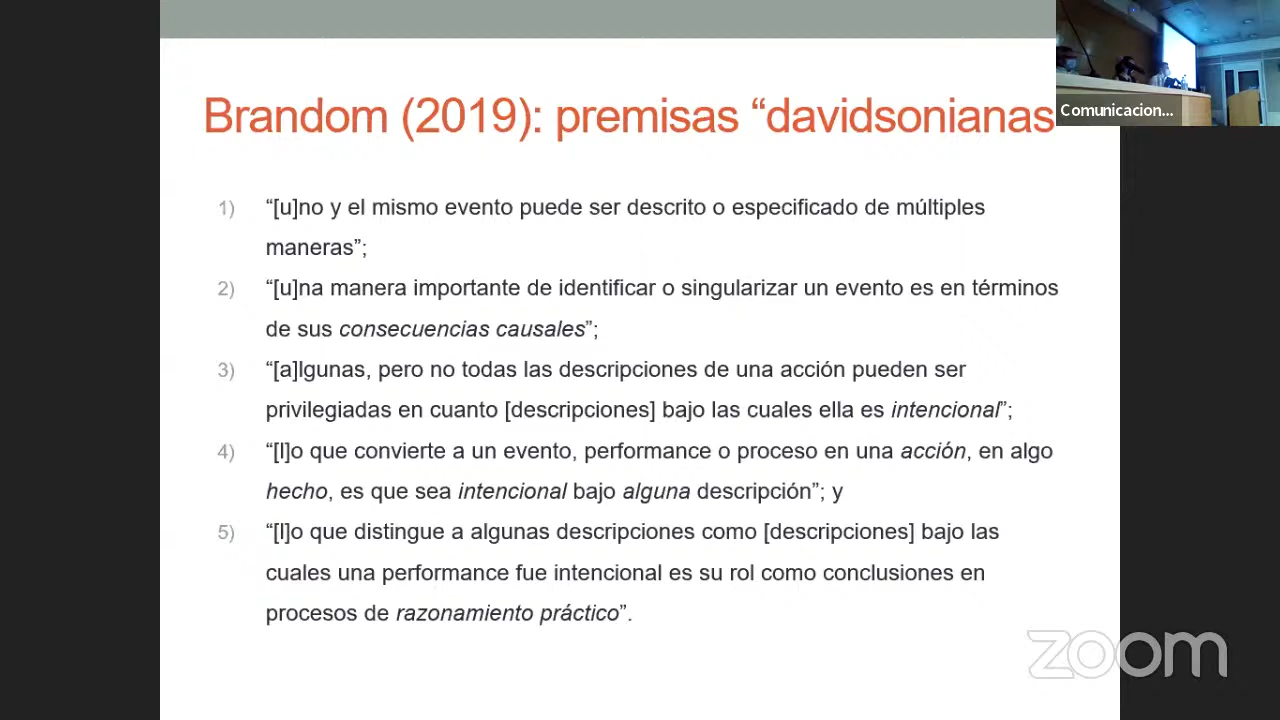 Brandom (2019): premisas “davidsonianas
Comunicacion...
1) “[u]no y el mismo evento puede ser descrito o especificado de múltiples
maneras”;
2) “[u]na manera importante de identificar o singularizar un evento es en términos
de sus consecuencias causales”;
3) “[a]lgunas, pero no todas las descripciones de una acción pueden ser
privilegiadas en cuanto [descripciones] bajo las cuales ella es intencional”;
4) “[l]o que convierte a un evento, performance o proceso en una acción, en algo
hecho, es que sea intencional bajo alguna descripción”; y
5) “[l]o que distingue a algunas descripciones como [descripciones] bajo las
cuales una performance fue intencional es su rol como conclusiones en
procesos de razonamiento práctico”.
zoom